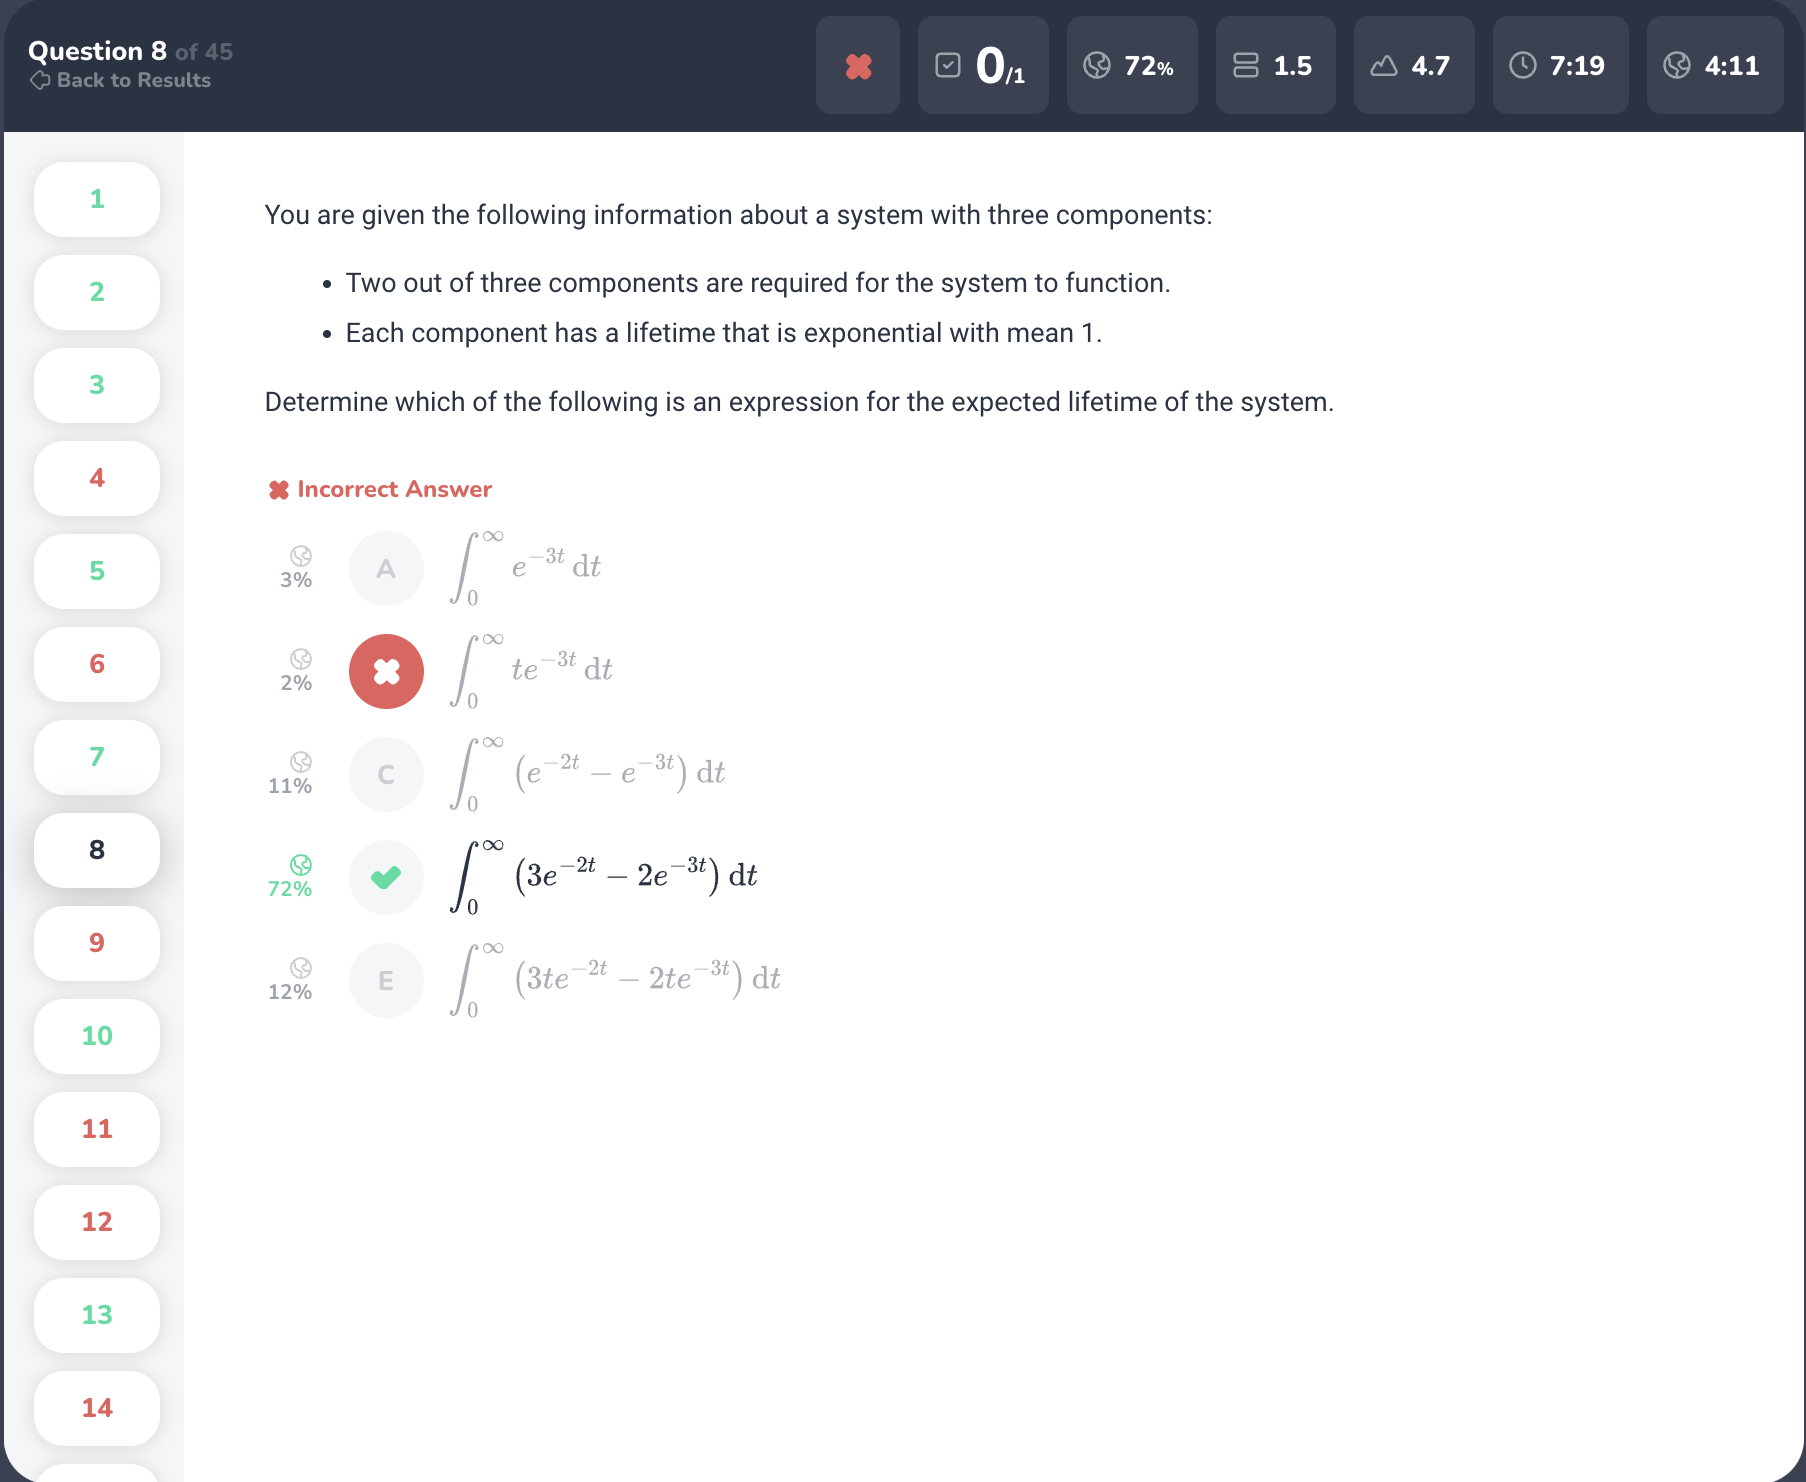 Question 8 of 45
Back to Results
0/1
72%
1.5
4.7
7:19
4:11
1
2
3
4
5
6
7
8
9
10
11
12
13
14
You are given the following information about a system with three components:
• Two out of three components are required for the system to function.
• Each component has a lifetime that is exponential with mean 1.
Determine which of the following is an expression for the expected lifetime of the system.
Incorrect Answer
3% A ∫₀^∞ e^{−3t} dt
2% ∫₀^∞ te^{−3t} dt
11% C ∫₀^∞ (e^{−2t} − e^{−3t}) dt
72% ∫₀^∞ (3e^{−2t} − 2e^{−3t}) dt
12% E ∫₀^∞ (3te^{−2t} − 2te^{−3t}) dt